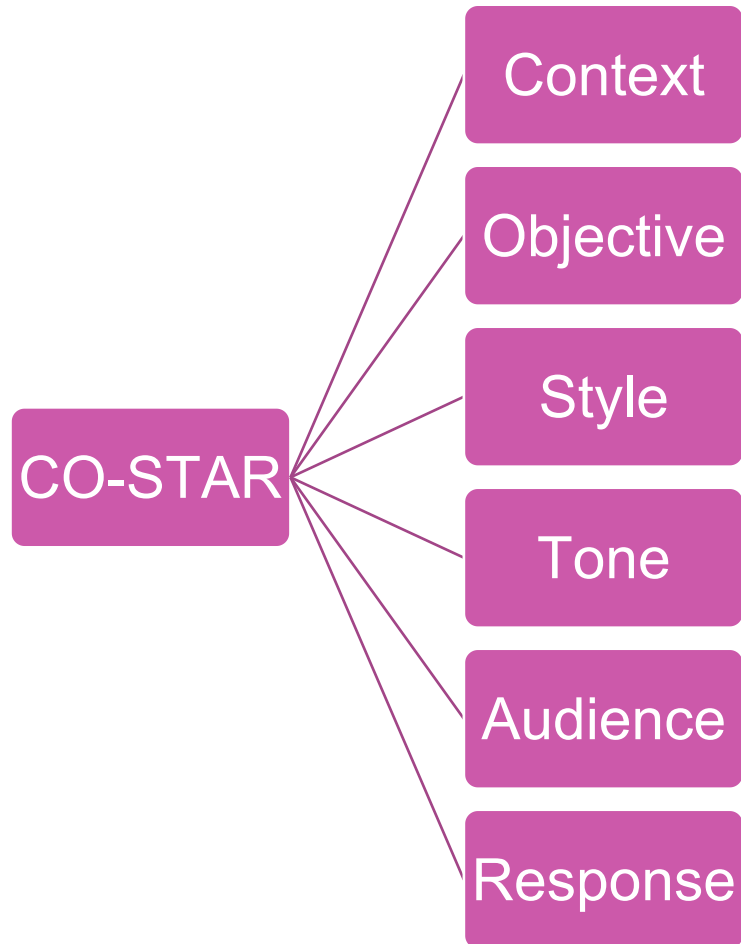 CO-STAR
Context
Objective
Style
Tone
Audience
Response